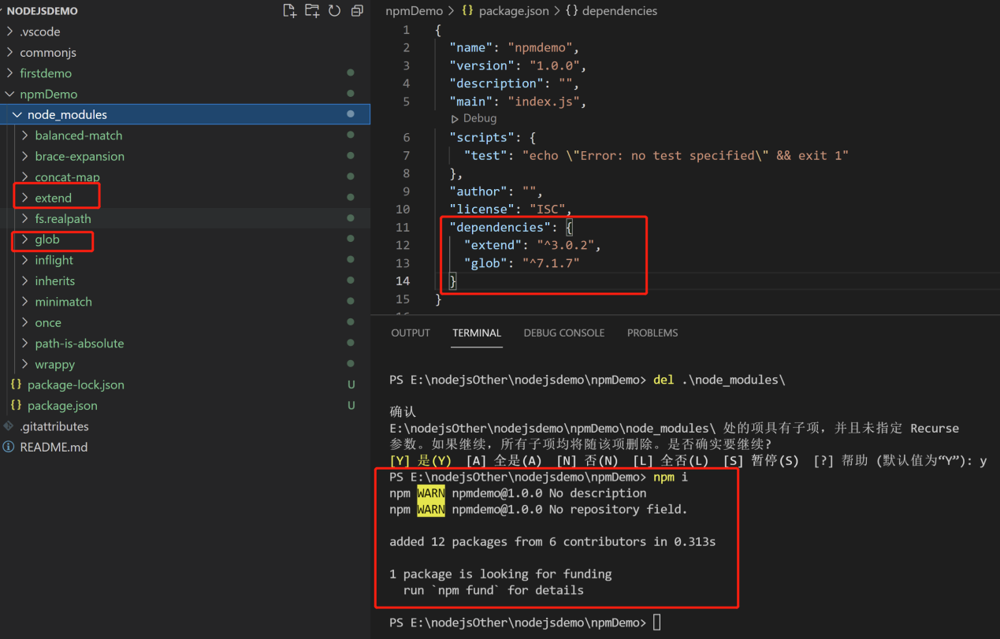 NODEJSDEMO
.vscode
commonjs
firstdemo
npmDemo
node_modules
balanced-match
brace-expansion
concat-map
extend
fs.realpath
glob
inflight
inherits
minimatch
once
path-is-absolute
wrappy
{} package-lock.json U
{} package.json U
.gitattributes
README.md
npmDemo > {} package.json > {} dependencies
1 {
2 "name": "npmdemo",
3 "version": "1.0.0",
4 "description": "",
5 "main": "index.js",
Debug
6 "scripts": {
7 "test": "echo \"Error: no test specified\" && exit 1"
8 },
9 "author": "",
10 "license": "ISC",
11 "dependencies": {
12 "extend": "^3.0.2",
13 "glob": "^7.1.7"
14 }
15 }
OUTPUT TERMINAL DEBUG CONSOLE PROBLEMS
PS E:\nodejsOther\nodejsdemo\npmDemo> del .\node_modules\
确认
E:\nodejsOther\nodejsdemo\npmDemo\node_modules\ 处的项具有子项，并且未指定 Recurse
参数。如果继续，所有子项均将随该项删除。是否确实要继续?
[Y] 是(Y) [A] 全是(A) [N] 否(N) [L] 全否(L) [S] 暂停(S) [?] 帮助 (默认值为“Y”): y
PS E:\nodejsOther\nodejsdemo\npmDemo> npm i
npm WARN npmdemo@1.0.0 No description
npm WARN npmdemo@1.0.0 No repository field.
added 12 packages from 6 contributors in 0.313s
1 package is looking for funding
run `npm fund` for details
PS E:\nodejsOther\nodejsdemo\npmDemo>